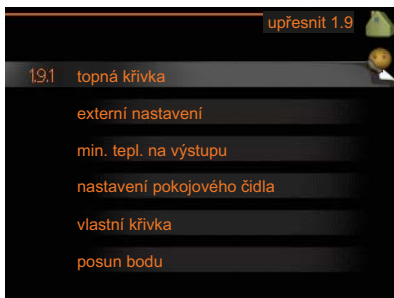 upřesnit 1.9
1.9.1 topná křivka
externí nastavení
min. tepl. na výstupu
nastavení pokojového čidla
vlastní křivka
posun bodu